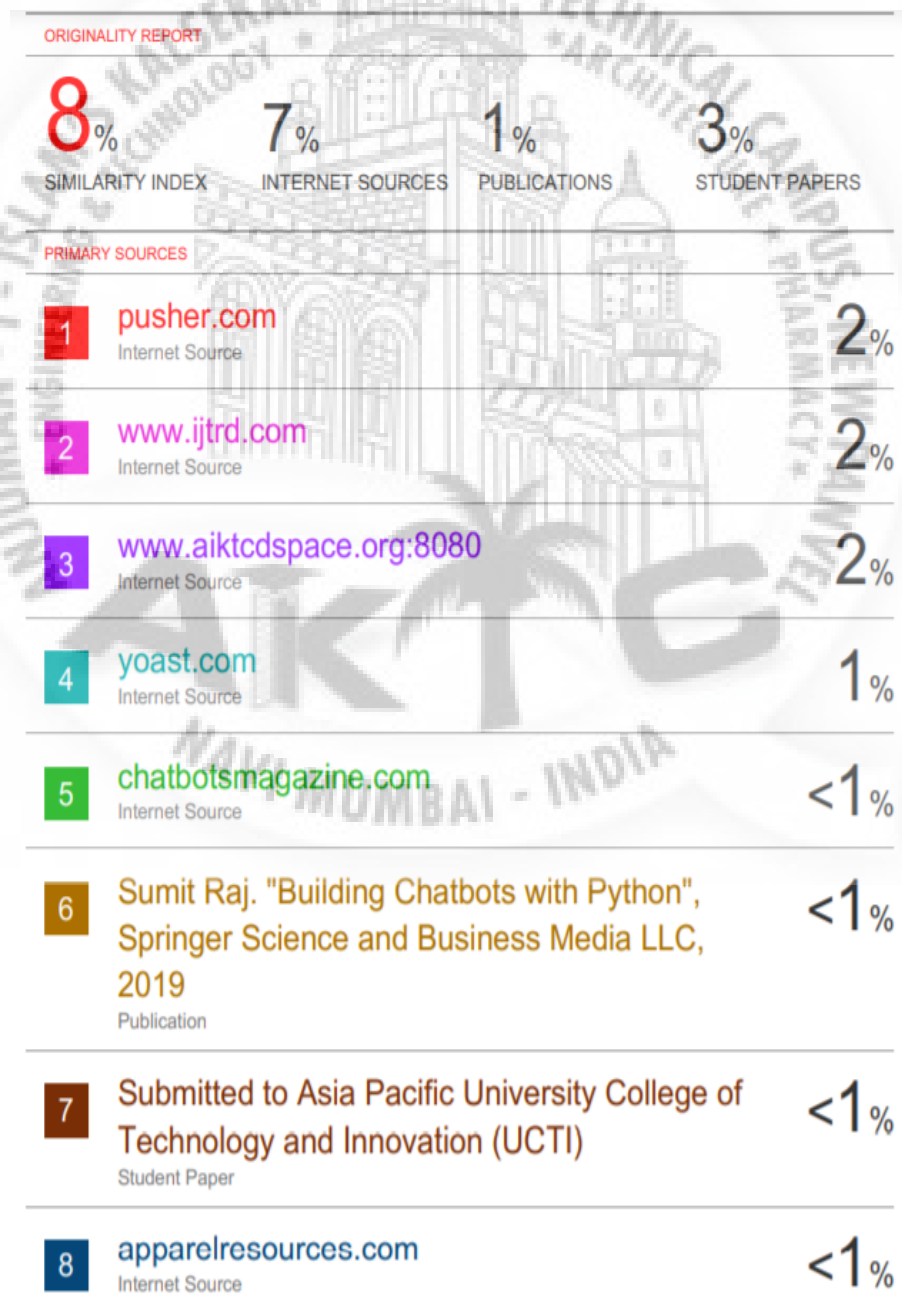 ORIGINALITY REPORT
8%
7%
1%
3%
SIMILARITY INDEX
INTERNET SOURCES
PUBLICATIONS
STUDENT PAPERS
PRIMARY SOURCES
1
pusher.com
2%
Internet Source
2
www.ijtrd.com
2%
Internet Source
3
www.aiktcdspace.org:8080
2%
Internet Source
4
yoast.com
1%
Internet Source
5
chatbotsmagazine.com
<1%
Internet Source
6
Sumit Raj. "Building Chatbots with Python",
<1%
Springer Science and Business Media LLC,
2019
Publication
7
Submitted to Asia Pacific University College of
<1%
Technology and Innovation (UCTI)
Student Paper
8
apparelresources.com
<1%
Internet Source
AIKTC
NAVI MUMBAI - INDIA